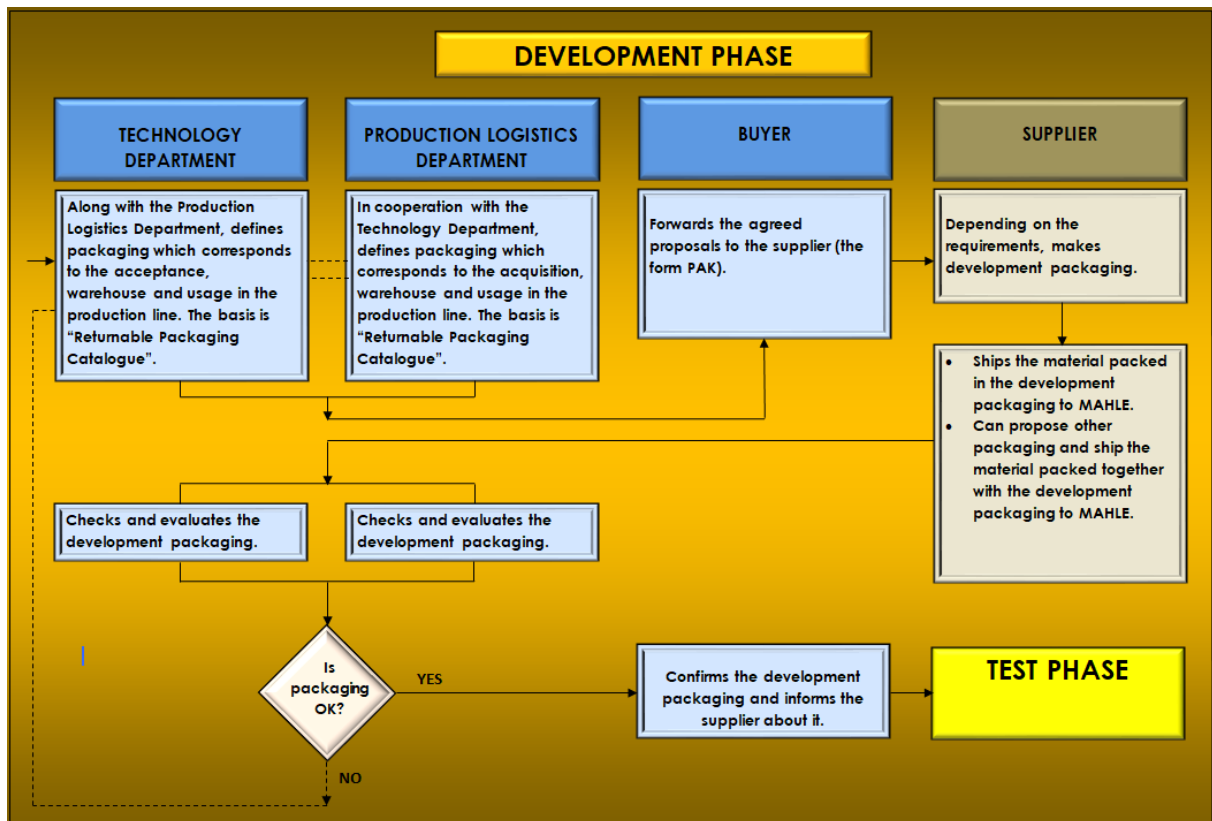 DEVELOPMENT PHASE
TECHNOLOGY
DEPARTMENT
PRODUCTION LOGISTICS
DEPARTMENT
BUYER
SUPPLIER
Along with the Production
Logistics Department, defines
packaging which corresponds
to the acceptance,
warehouse and usage in the
production line. The basis is
“Returnable Packaging
Catalogue”.
In cooperation with the
Technology Department,
defines packaging which
corresponds to the acquisition,
warehouse and usage in the
production line. The basis is
“Returnable Packaging
Catalogue”.
Forwards the agreed
proposals to the supplier (the
form PAK).
Depending on the
requirements, makes
development packaging.
• Ships the material packed
in the development
packaging to MAHLE.
• Can propose other
packaging and ship the
material packed together
with the development
packaging to MAHLE.
Checks and evaluates the
development packaging.
Checks and evaluates the
development packaging.
Is
packaging
OK?
YES
NO
Confirms the development
packaging and informs the
supplier about it.
TEST PHASE